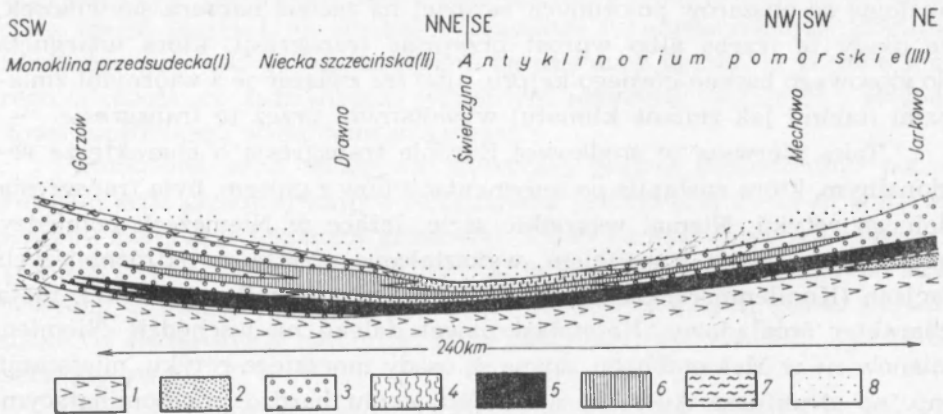 SSW NNE SE NW SW NE
Monoklina przedsudecka(I) Niecka szczecińska(II) Antyklinorium pomorskie(III)
Gorzów Drawno Świerczyna Miechowo Jarkowo
240km
1 2 3 4 5 6 7 8